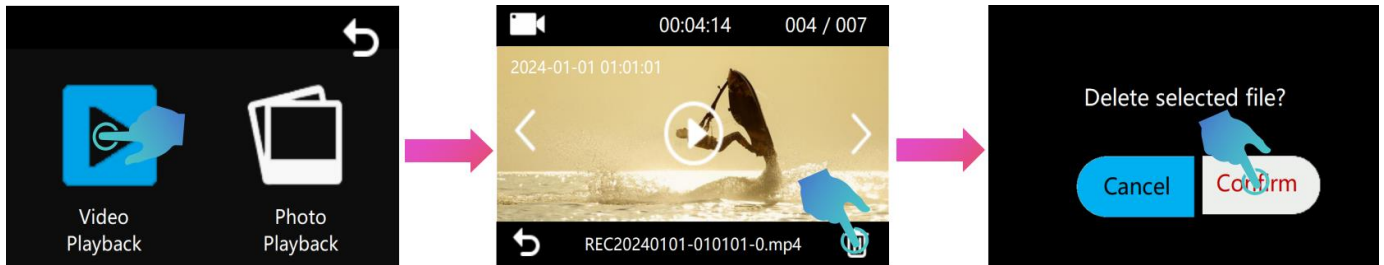 Video
Playback
Photo
Playback
00:04:14 004 / 007
2024-01-01 01:01:01
REC20240101-010101-0.mp4
Delete selected file?
Cancel
Confirm